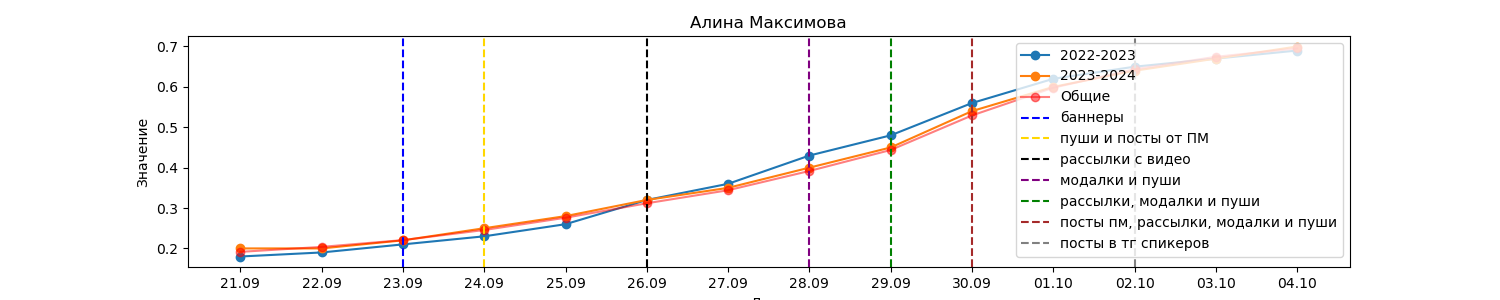 Алина Максимова
Значение
0.7
0.6
0.5
0.4
0.3
0.2
2022-2023
2023-2024
Общие
баннеры
пуши и посты от ПМ
рассылки с видео
модалки и пуши
рассылки, модалки и пуши
посты пм, рассылки, модалки и пуши
посты в тг спикеров
21.09 22.09 23.09 24.09 25.09 26.09 27.09 28.09 29.09 30.09 01.10 02.10 03.10 04.10